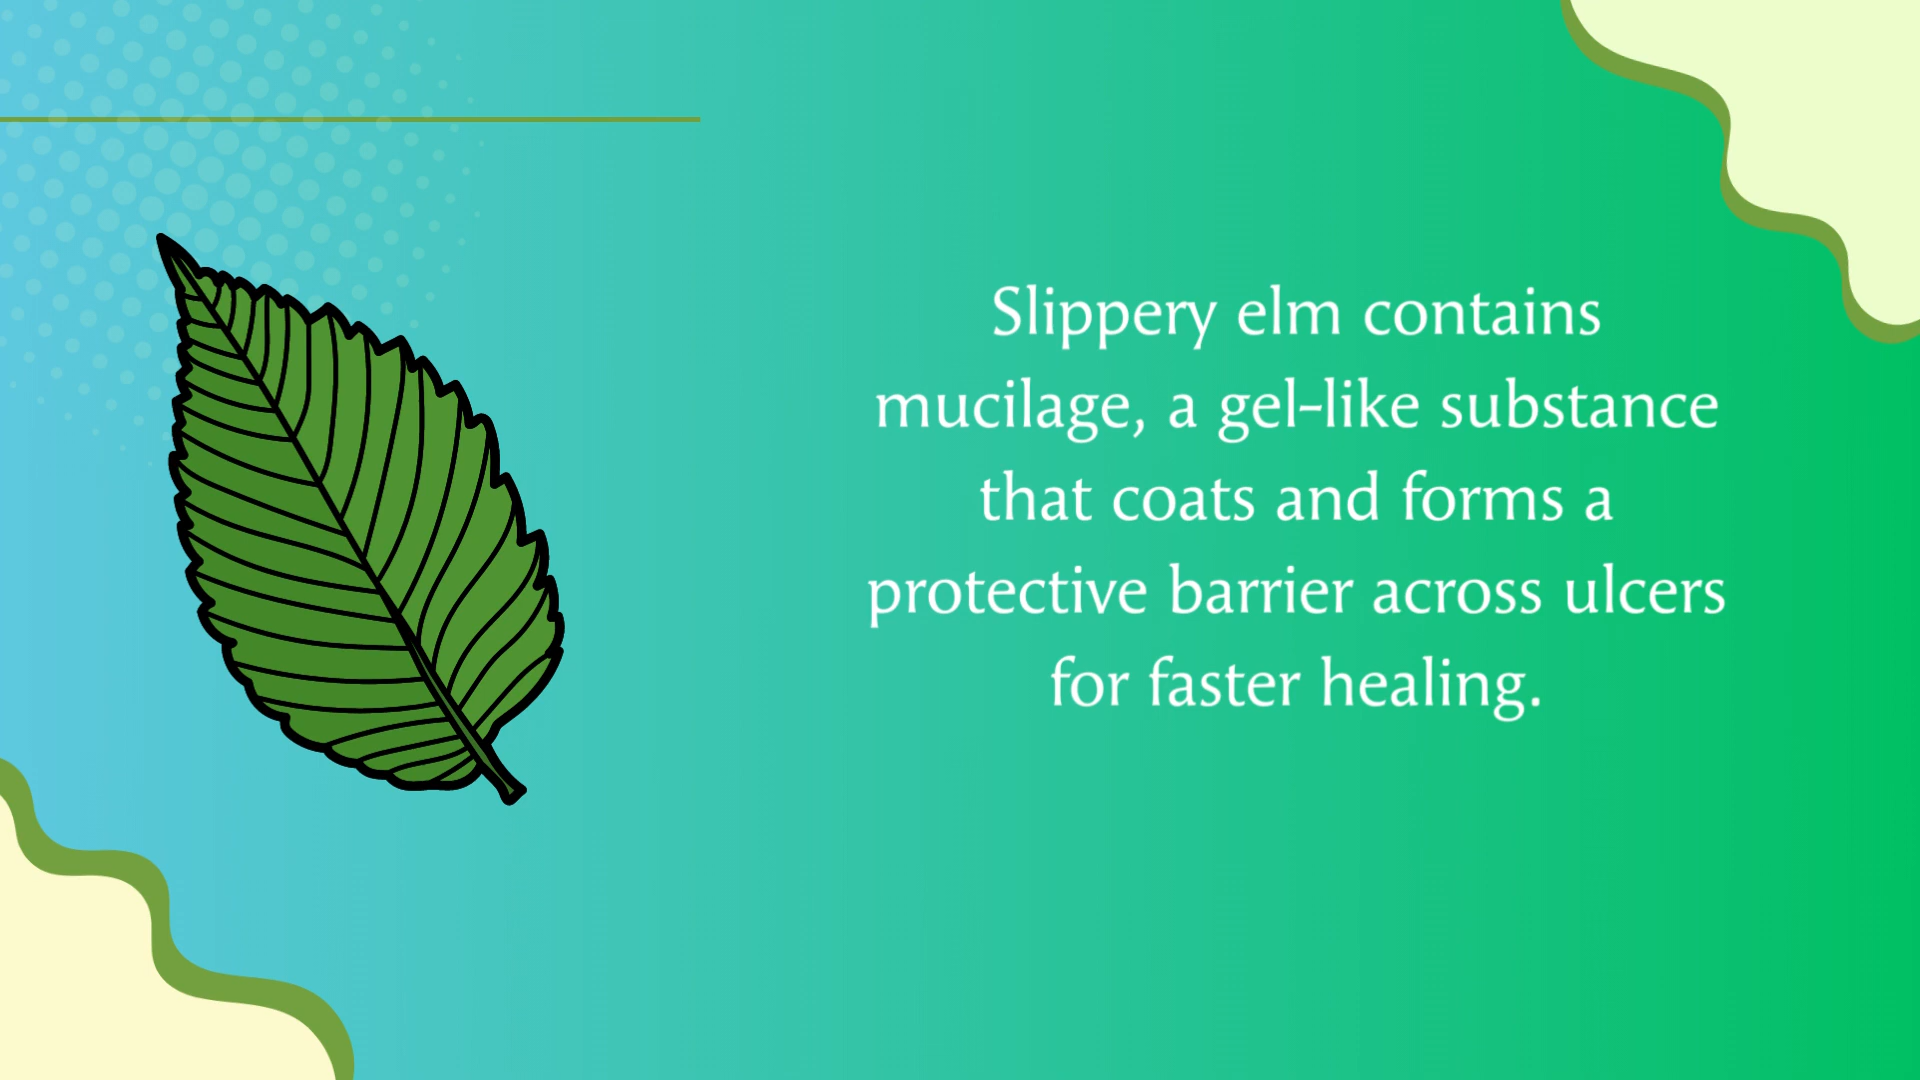 Slippery elm contains
mucilage, a gel-like substance
that coats and forms a
protective barrier across ulcers
for faster healing.